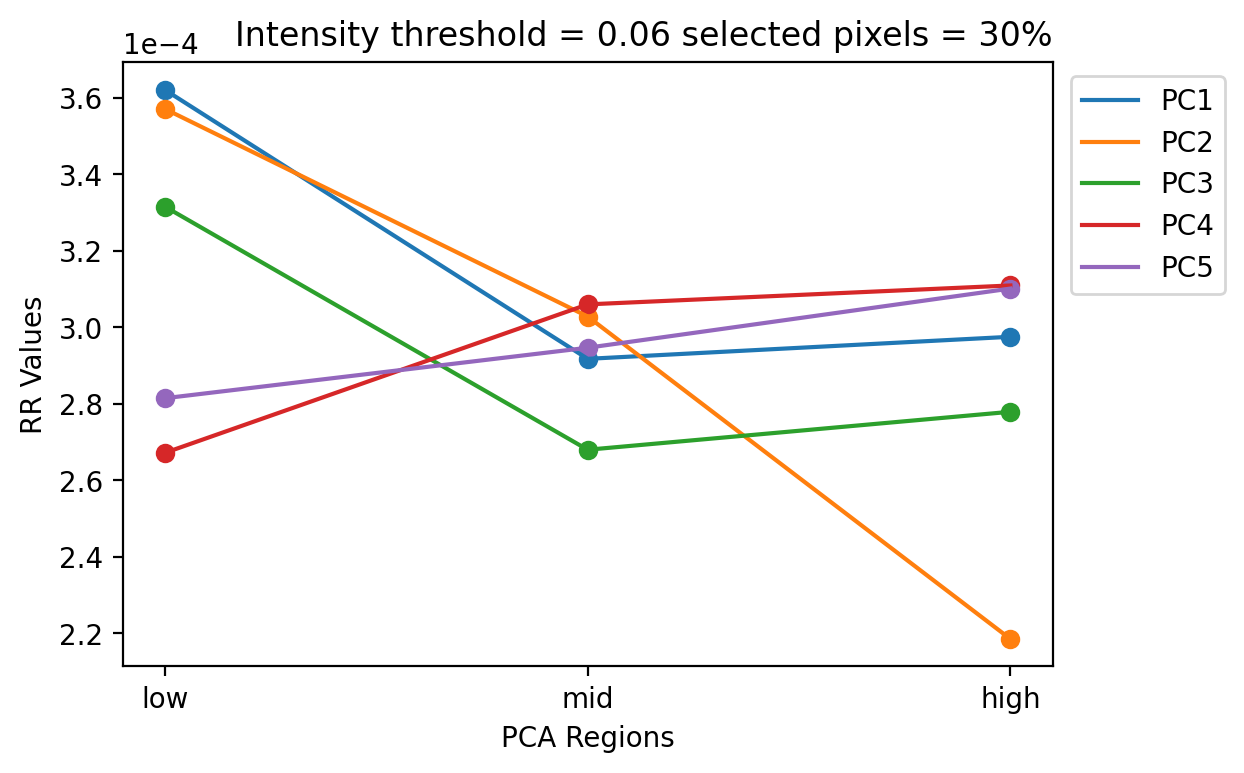 Intensity threshold = 0.06 selected pixels = 30%
1e−4
3.6
3.4
3.2
3.0
2.8
2.6
2.4
2.2
RR Values
low
mid
high
PCA Regions
PC1
PC2
PC3
PC4
PC5